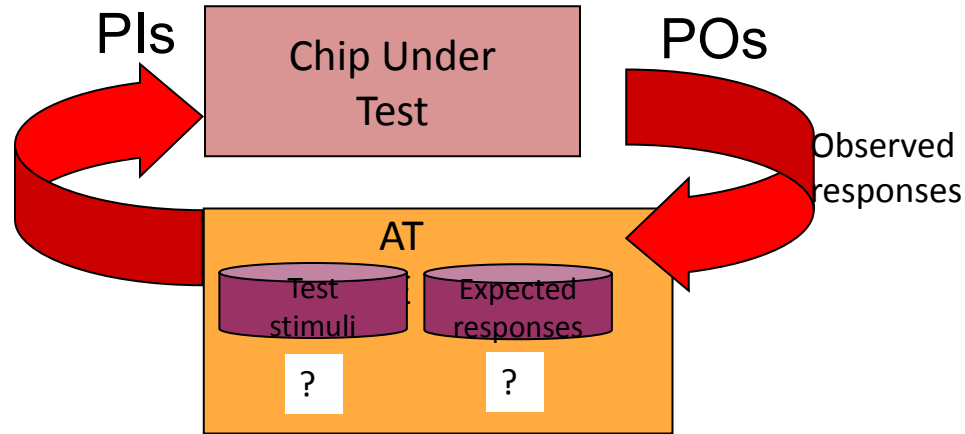 PIs
POs
Chip Under
Test
Observed
responses
AT
Test
stimuli
Expected
responses
?
?